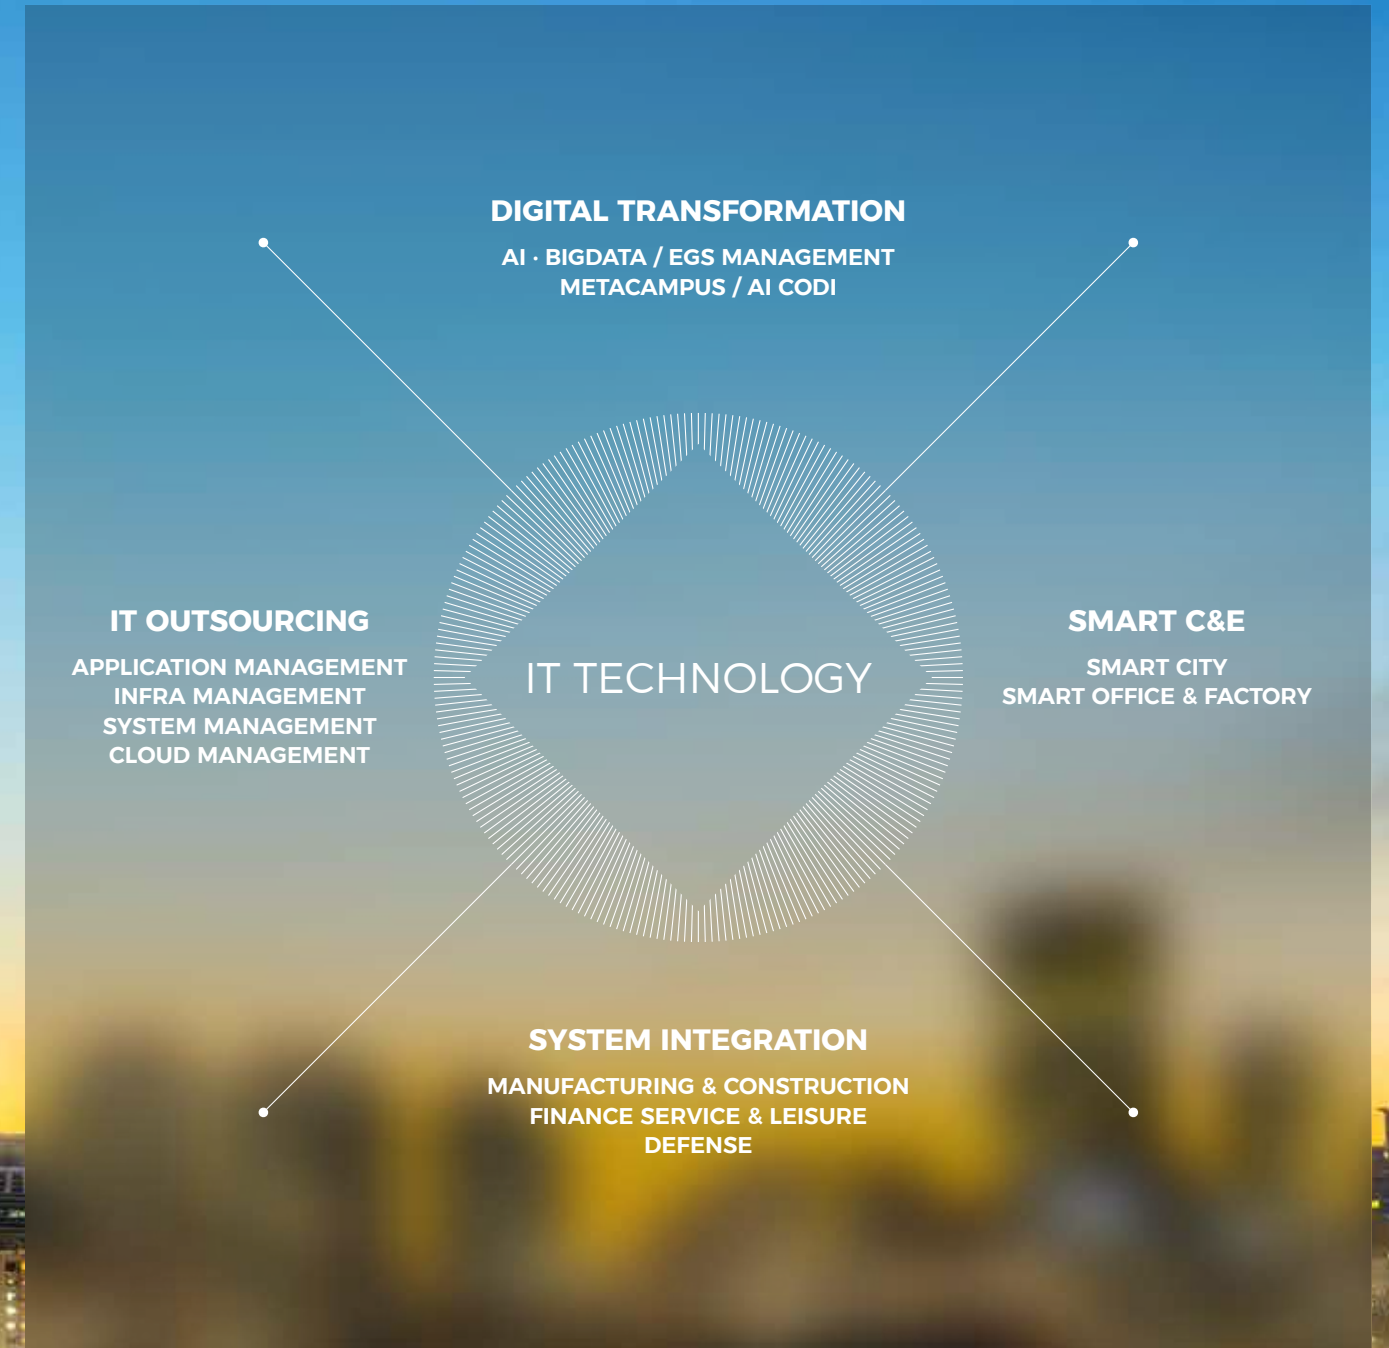 DIGITAL TRANSFORMATION
AI · BIGDATA / EGS MANAGEMENT
METACAMPUS / AI CODI
IT OUTSOURCING
APPLICATION MANAGEMENT
INFRA MANAGEMENT
SYSTEM MANAGEMENT
CLOUD MANAGEMENT
IT TECHNOLOGY
SMART C&E
SMART CITY
SMART OFFICE & FACTORY
SYSTEM INTEGRATION
MANUFACTURING & CONSTRUCTION
FINANCE SERVICE & LEISURE
DEFENSE